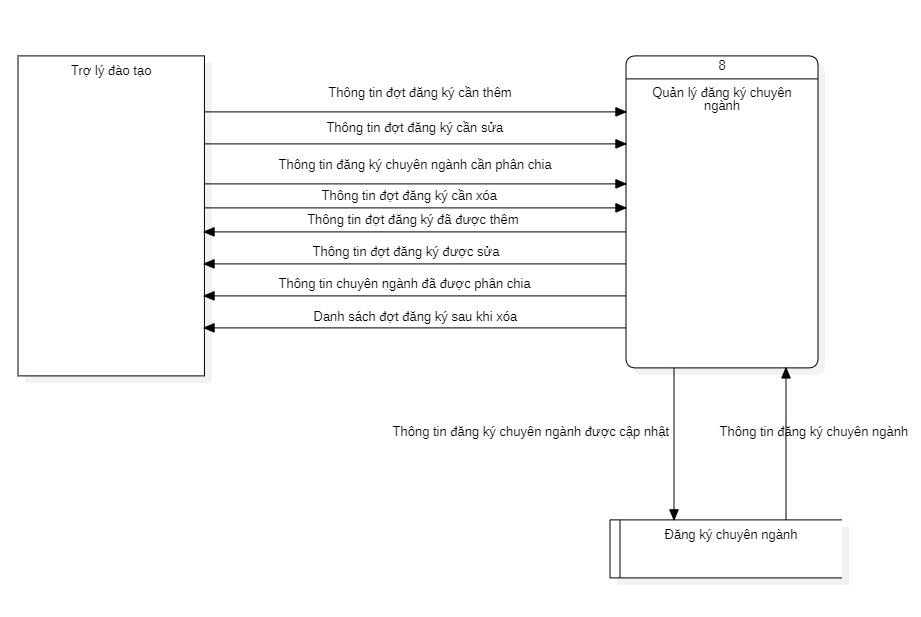 Trợ lý đào tạo
8
Quản lý đăng ký chuyên
ngành
Thông tin đợt đăng ký cần thêm
Thông tin đợt đăng ký cần sửa
Thông tin đăng ký chuyên ngành cần phân chia
Thông tin đợt đăng ký cần xóa
Thông tin đợt đăng ký đã được thêm
Thông tin đợt đăng ký được sửa
Thông tin chuyên ngành đã được phân chia
Danh sách đợt đăng ký sau khi xóa
Thông tin đăng ký chuyên ngành được cập nhật
Thông tin đăng ký chuyên ngành
Đăng ký chuyên ngành